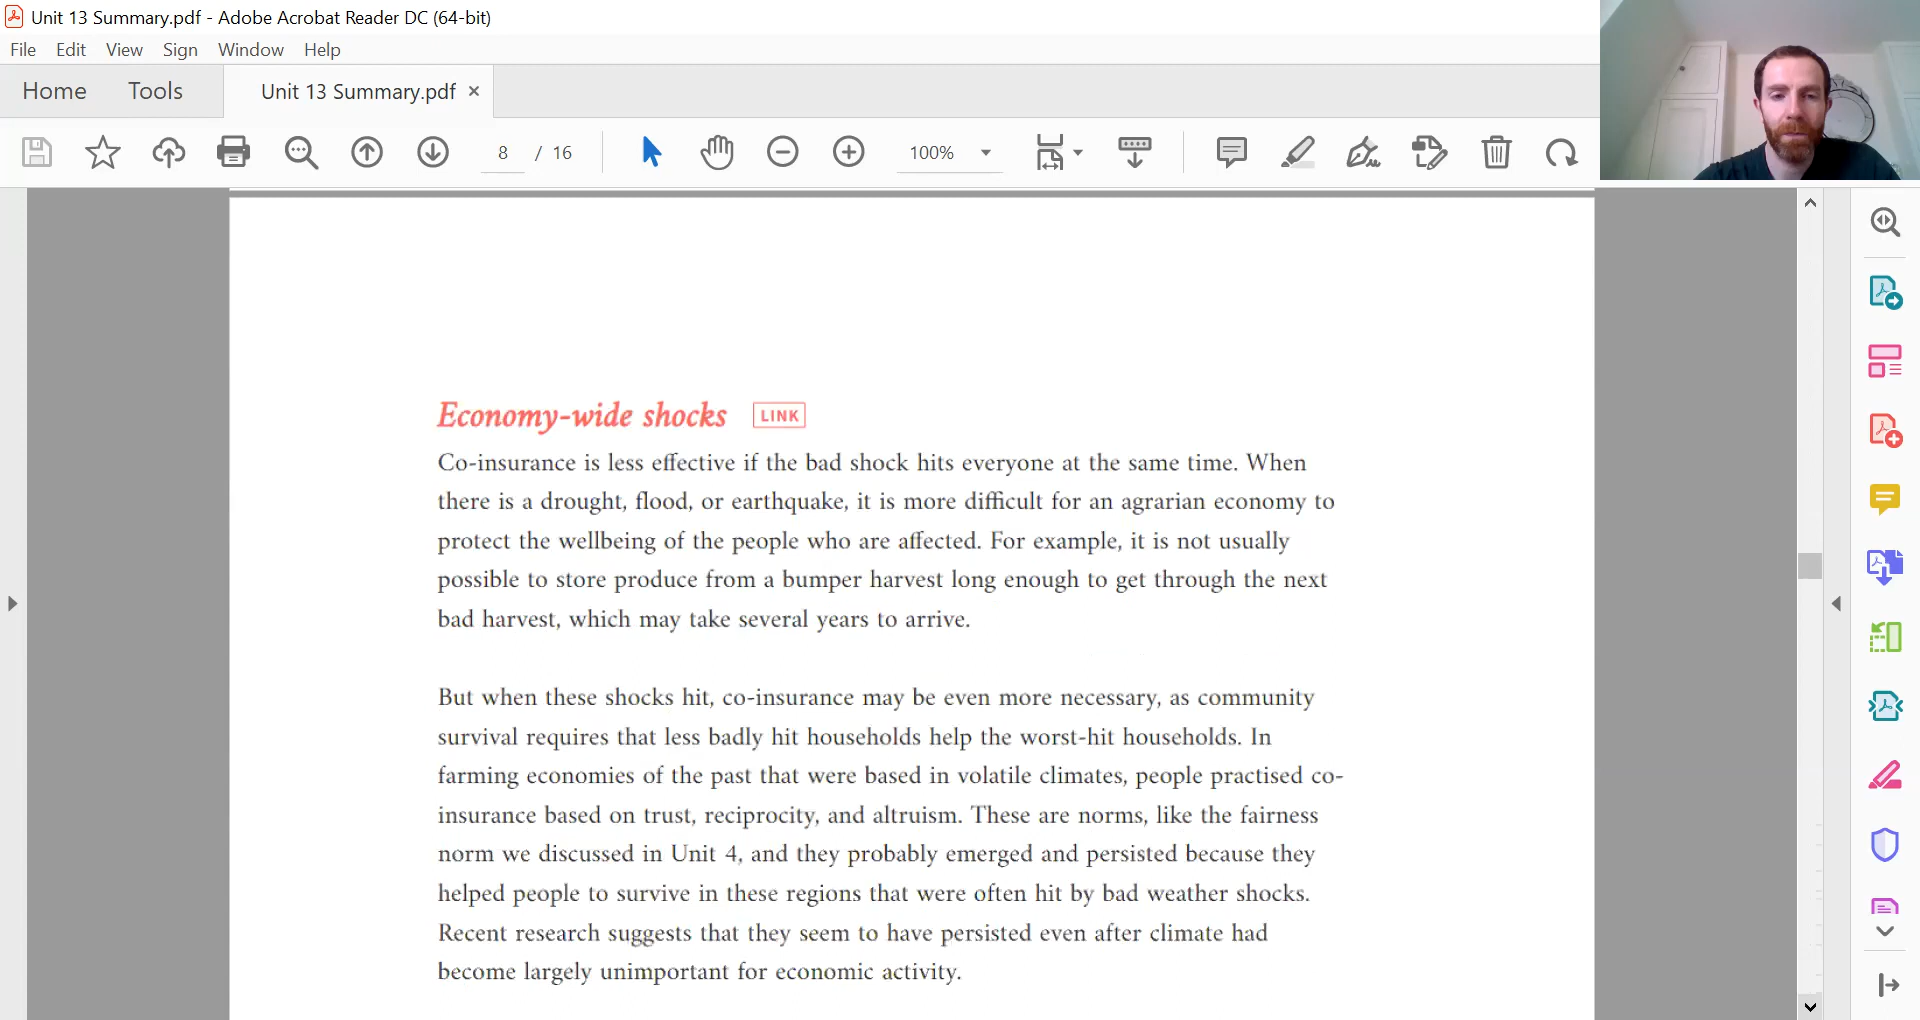 Unit 13 Summary.pdf - Adobe Acrobat Reader DC (64-bit)
File Edit View Sign Window Help
Home Tools Unit 13 Summary.pdf ×
8 / 16 100%
Economy-wide shocks LINK
Co-insurance is less effective if the bad shock hits everyone at the same time. When
there is a drought, flood, or earthquake, it is more difficult for an agrarian economy to
protect the wellbeing of the people who are affected. For example, it is not usually
possible to store produce from a bumper harvest long enough to get through the next
bad harvest, which may take several years to arrive.
But when these shocks hit, co-insurance may be even more necessary, as community
survival requires that less badly hit households help the worst-hit households. In
farming economies of the past that were based in volatile climates, people practised co-
insurance based on trust, reciprocity, and altruism. These are norms, like the fairness
norm we discussed in Unit 4, and they probably emerged and persisted because they
helped people to survive in these regions that were often hit by bad weather shocks.
Recent research suggests that they seem to have persisted even after climate had
become largely unimportant for economic activity.